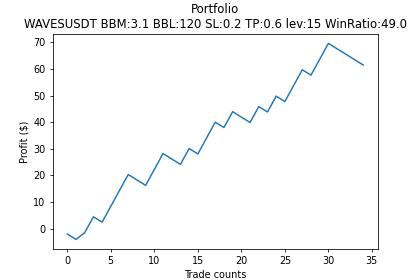 Portfolio
WAVESUSDT BBM:3.1 BBL:120 SL:0.2 TP:0.6 lev:15 WinRatio:49.0
70
60
50
40
30
20
10
0
Profit ($)
0 5 10 15 20 25 30 35
Trade counts